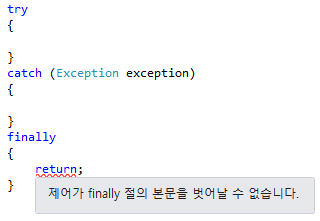 try
{
}
catch (Exception exception)
{
}
finally
{
    return;
}
제어가 finally 절의 본문을 벗어날 수 없습니다.